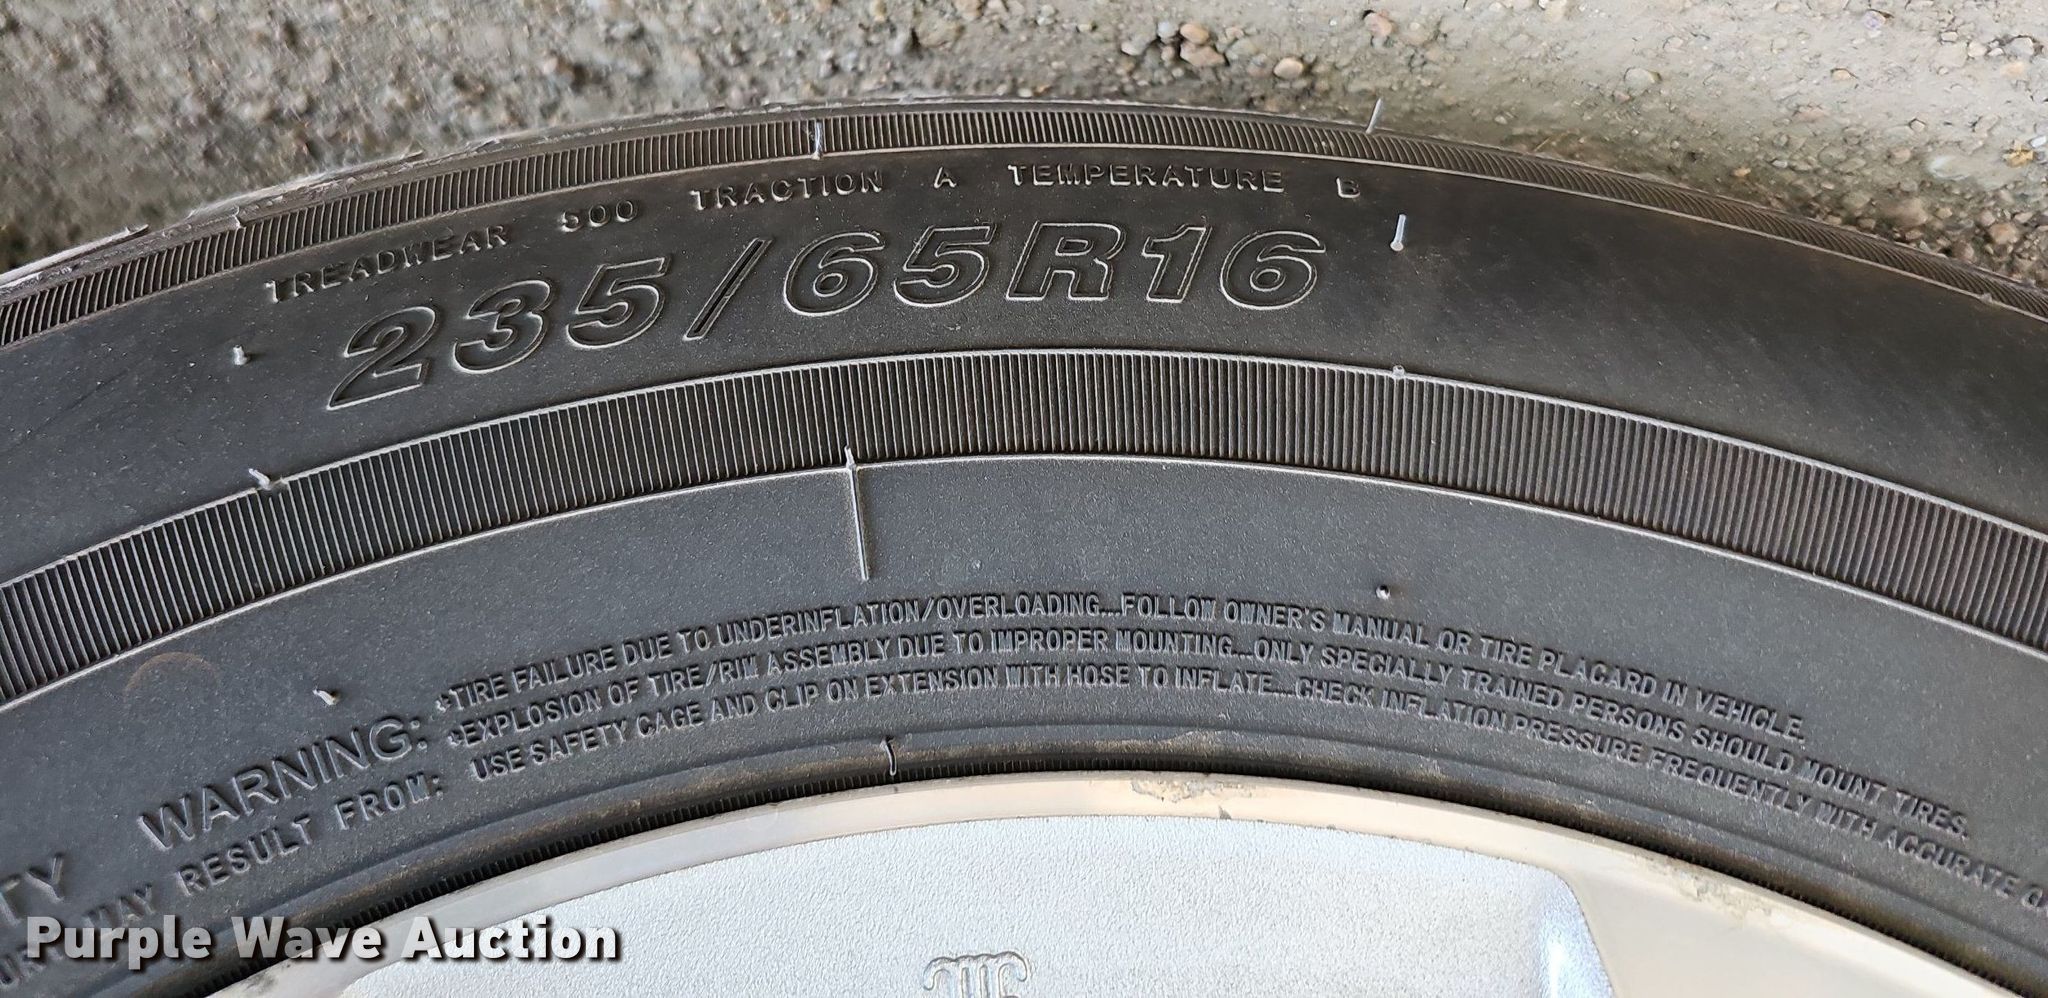 TREADWEAR 500 TRACTION A TEMPERATURE B
235/65R16
WARNING: *TIRE FAILURE DUE TO UNDERINFLATION/OVERLOADING...FOLLOW OWNER'S MANUAL OR TIRE PLACARD IN VEHICLE.
*EXPLOSION OF TIRE/RIM ASSEMBLY DUE TO IMPROPER MOUNTING...ONLY SPECIALLY TRAINED PERSONS SHOULD MOUNT TIRES.
MAY RESULT FROM: USE SAFETY CAGE AND CLIP ON EXTENSION WITH HOSE TO INFLATE...CHECK INFLATION PRESSURE FREQUENTLY WITH ACCURATE
TY
Purple Wave Auction